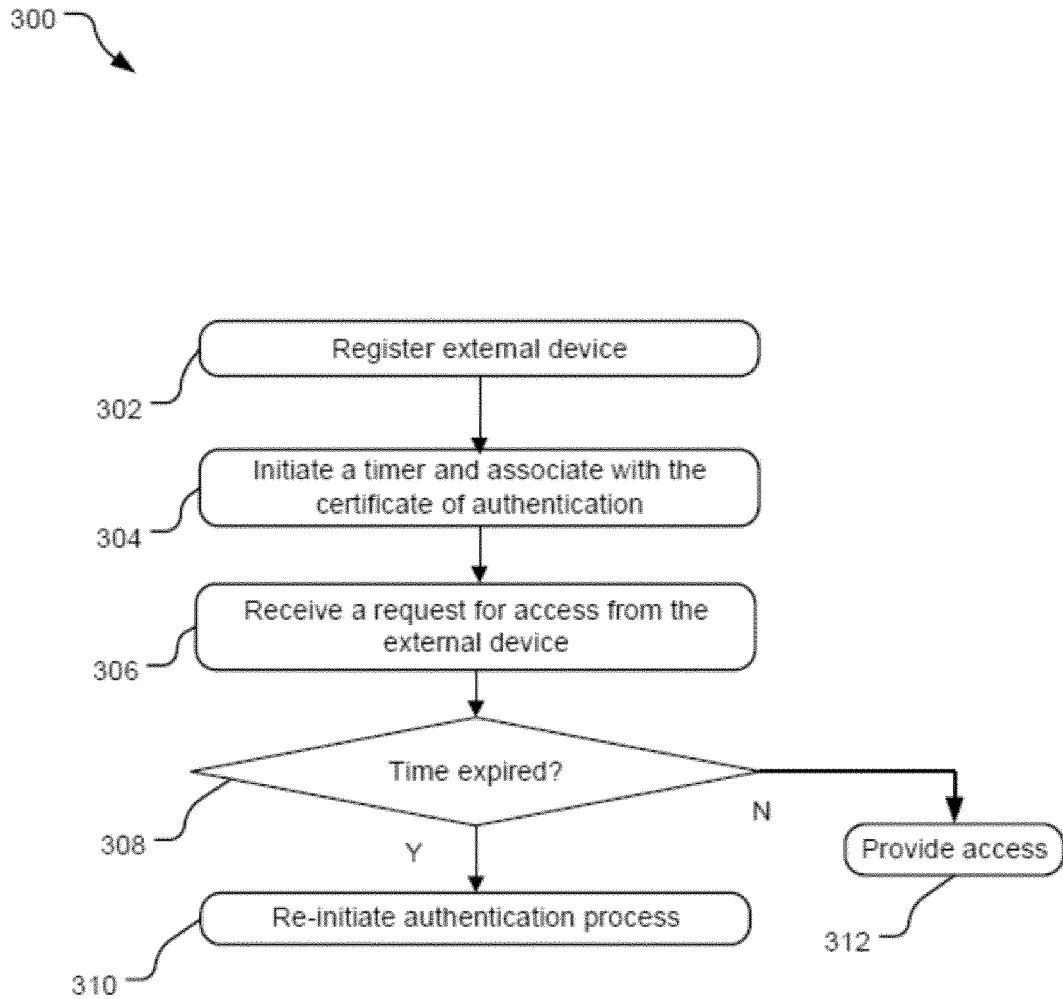 300
Register external device
302
Initiate a timer and associate with the
certificate of authentication
304
Receive a request for access from the
external device
306
Time expired?
308
N
Y
Provide access
312
Re-initiate authentication process
310